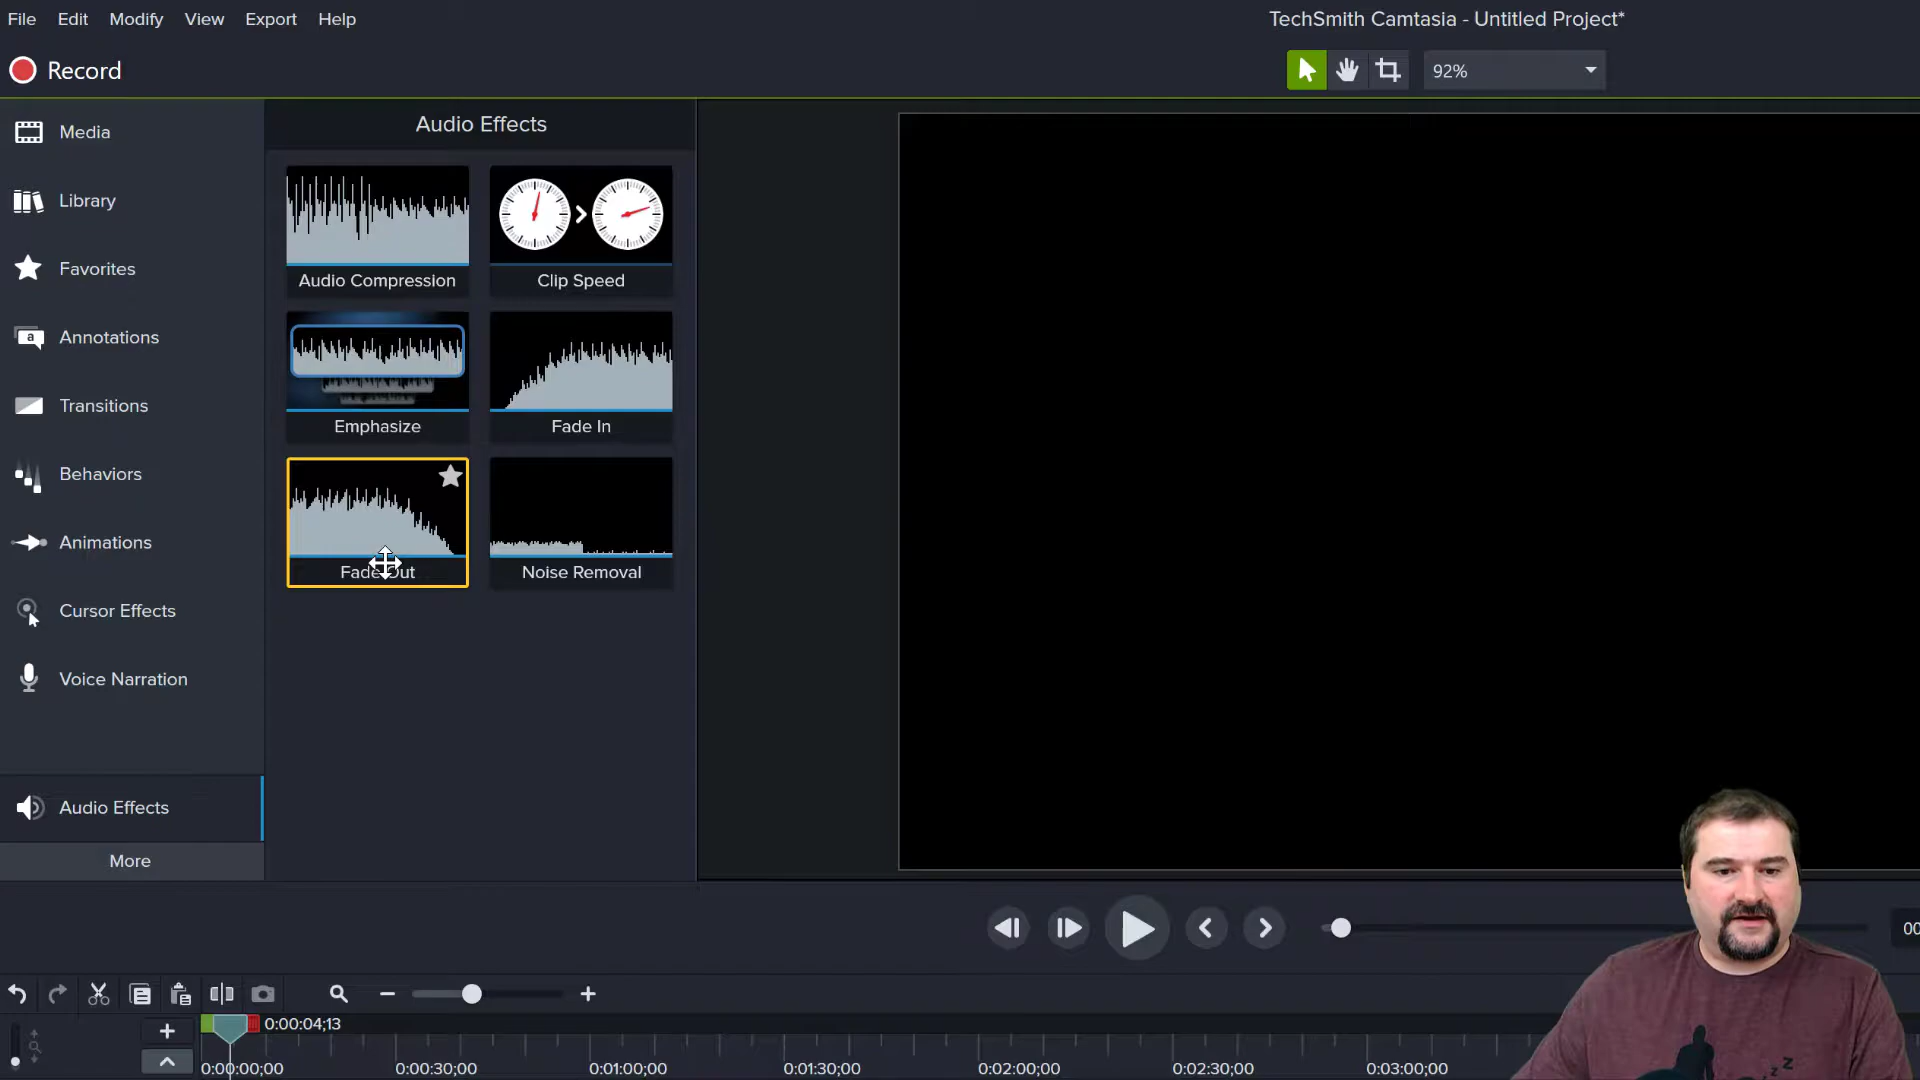 File Edit Modify View Export Help
TechSmith Camtasia - Untitled Project*
Record
92%
Media
Library
Favorites
Annotations
Transitions
Behaviors
Animations
Cursor Effects
Voice Narration
Audio Effects
More
Audio Effects
Audio Compression
Clip Speed
Emphasize
Fade In
Fade Out
Noise Removal
00
0:00:04;13
0:00:00;00 0:00:30;00 0:01:00;00 0:01:30;00 0:02:00;00 0:02:30;00 0:03:00;00
a
z z